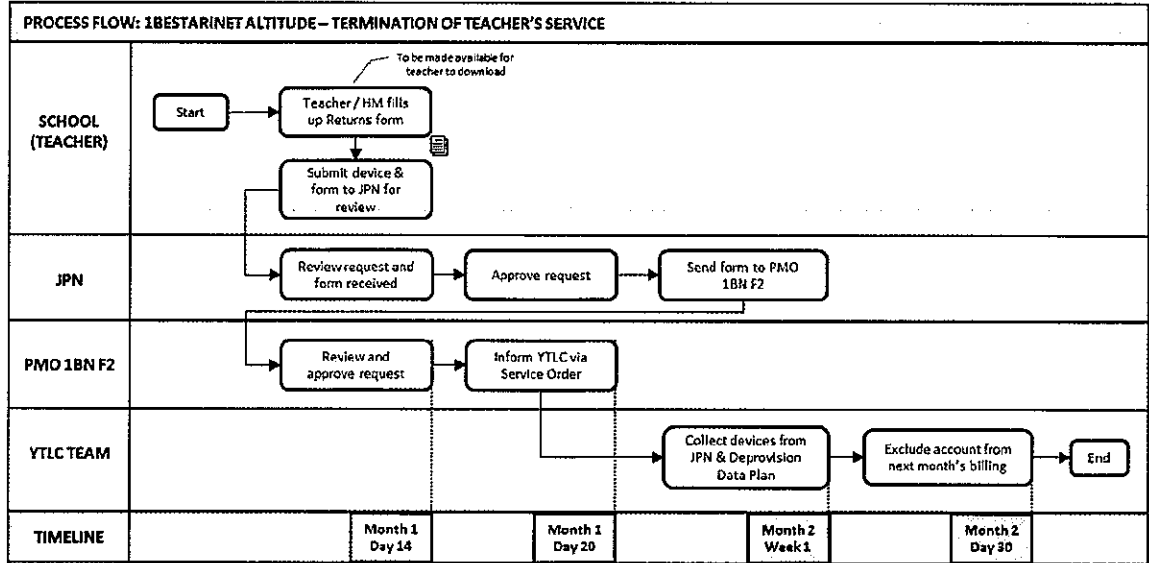 PROCESS FLOW: 1BESTARINET ALTITUDE – TERMINATION OF TEACHER'S SERVICE
SCHOOL
(TEACHER)
To be made available for
teacher to download
Start
Teacher / HM fills
up Returns form
Submit device &
form to JPN for
review
JPN
Review request and
form received
Approve request
Send form to PMO
1BN F2
PMO 1BN F2
Review and
approve request
Inform YTLC via
Service Order
YTLC TEAM
Collect devices from
JPN & Deprovision
Data Plan
Exclude account from
next month's billing
End
TIMELINE
Month 1
Day 14
Month 1
Day 20
Month 2
Week 1
Month 2
Day 30